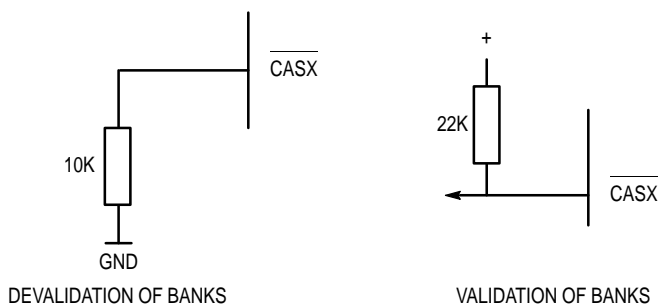 CASX
10K
GND
DEVALIDATION OF BANKS
+
22K
CASX
VALIDATION OF BANKS